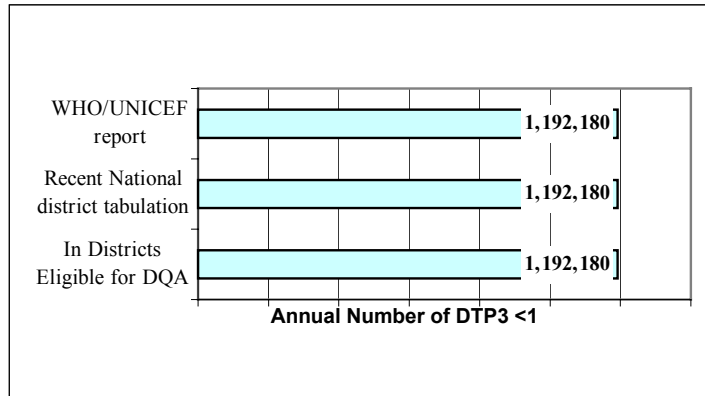 WHO/UNICEF
report
1,192,180
Recent National
district tabulation
1,192,180
In Districts
Eligible for DQA
1,192,180
Annual Number of DTP3 <1